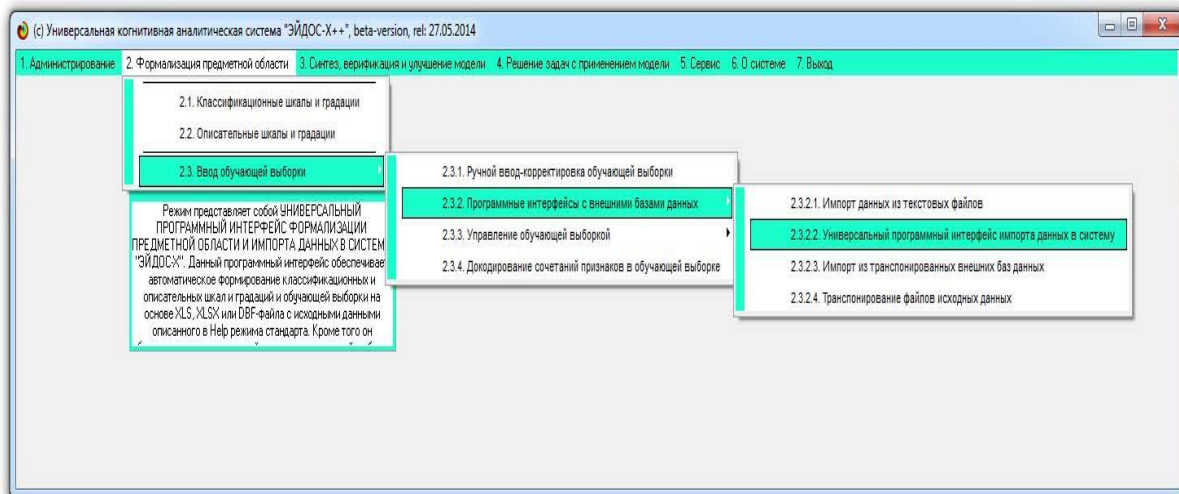 (c) Универсальная когнитивная аналитическая система "ЭЙДОС-X++", beta-version, rel: 27.05.2014
1. Администрирование 2. Формализация предметной области 3. Синтез, верификация и улучшение модели 4. Решение задач с применением модели 5. Сервис 6. О системе 7. Выход
2.1. Классификационные шкалы и градации
2.2. Описательные шкалы и градации
2.3. Ввод обучающей выборки
2.3.1. Ручной ввод-корректировка обучающей выборки
2.3.2. Программные интерфейсы с внешними базами данных
2.3.3. Управление обучающей выборкой
2.3.4. Докодирование сочетаний признаков в обучающей выборке
2.3.2.1. Импорт данных из текстовых файлов
2.3.2.2. Универсальный программный интерфейс импорта данных в систему
2.3.2.3. Импорт из транспонированных внешних баз данных
2.3.2.4. Транспонирование файлов исходных данных
Режим представляет собой УНИВЕРСАЛЬНЫЙ
ПРОГРАММНЫЙ ИНТЕРФЕЙС ФОРМАЛИЗАЦИИ
ПРЕДМЕТНОЙ ОБЛАСТИ И ИМПОРТА ДАННЫХ В СИСТЕМ
"ЭЙДОС-X". Данный программный интерфейс обеспечивае
автоматическое формирование классификационных и
описательных шкал и градаций и обучающей выборки на
основе XLS, XLSX или DBF-файла с исходными данными
описанного в Help режима стандарта. Кроме того он